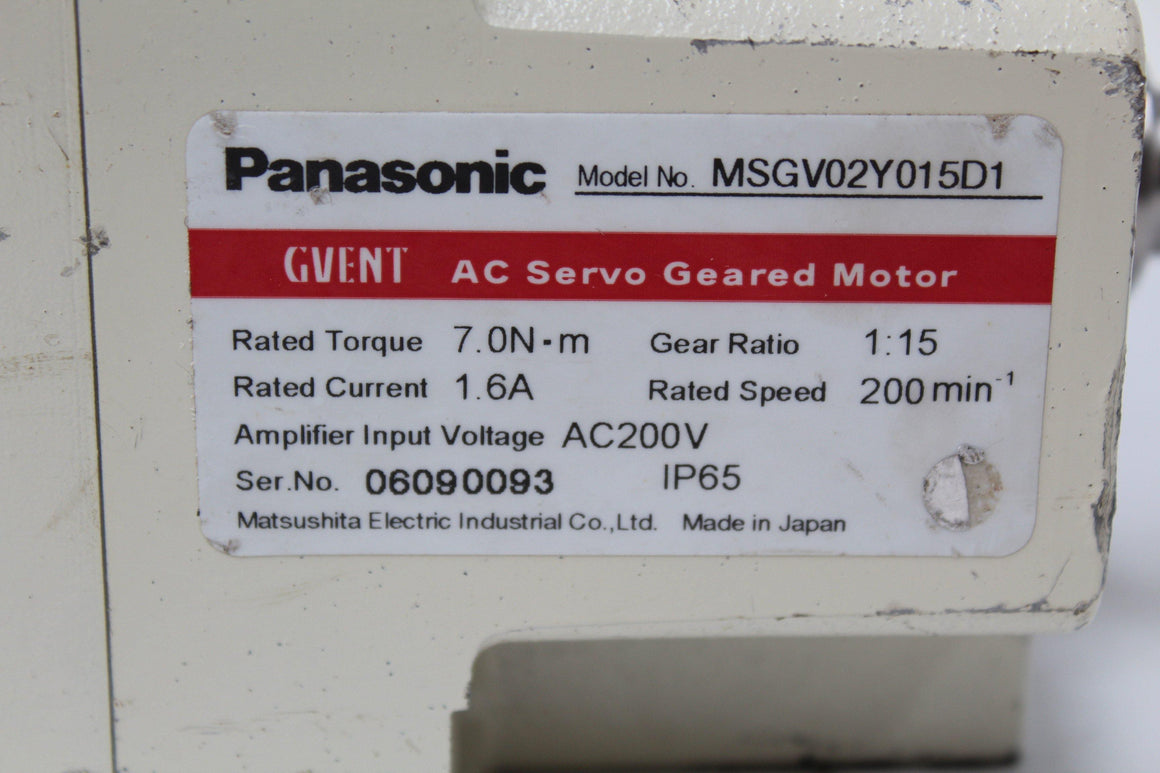 Panasonic Model No. MSGV02Y015D1
GVENT AC Servo Geared Motor
Rated Torque 7.0N·m Gear Ratio 1:15
Rated Current 1.6A Rated Speed 200min⁻¹
Amplifier Input Voltage AC200V
Ser.No. 06090093 IP65
Matsushita Electric Industrial Co.,Ltd. Made in Japan